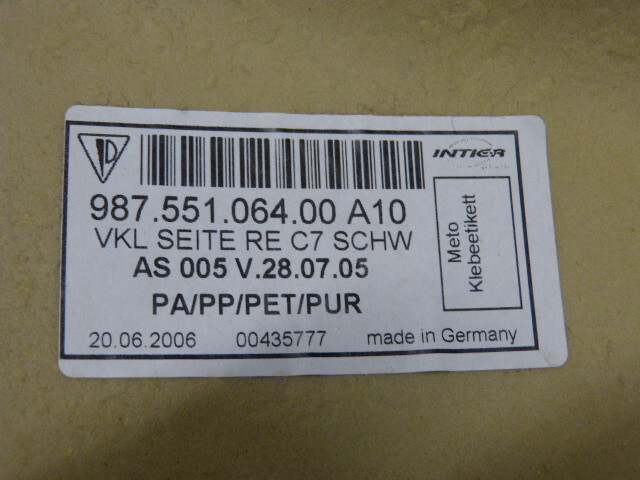 D
INTIER
987.551.064.00 A10
VKL SEITE RE C7 SCHW
AS 005 V.28.07.05
PA/PP/PET/PUR
20.06.2006 00435777 made in Germany
Meto
Klebeetikett